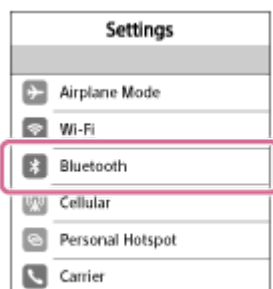 Settings
Airplane Mode
Wi-Fi
Bluetooth
Cellular
Personal Hotspot
Carrier